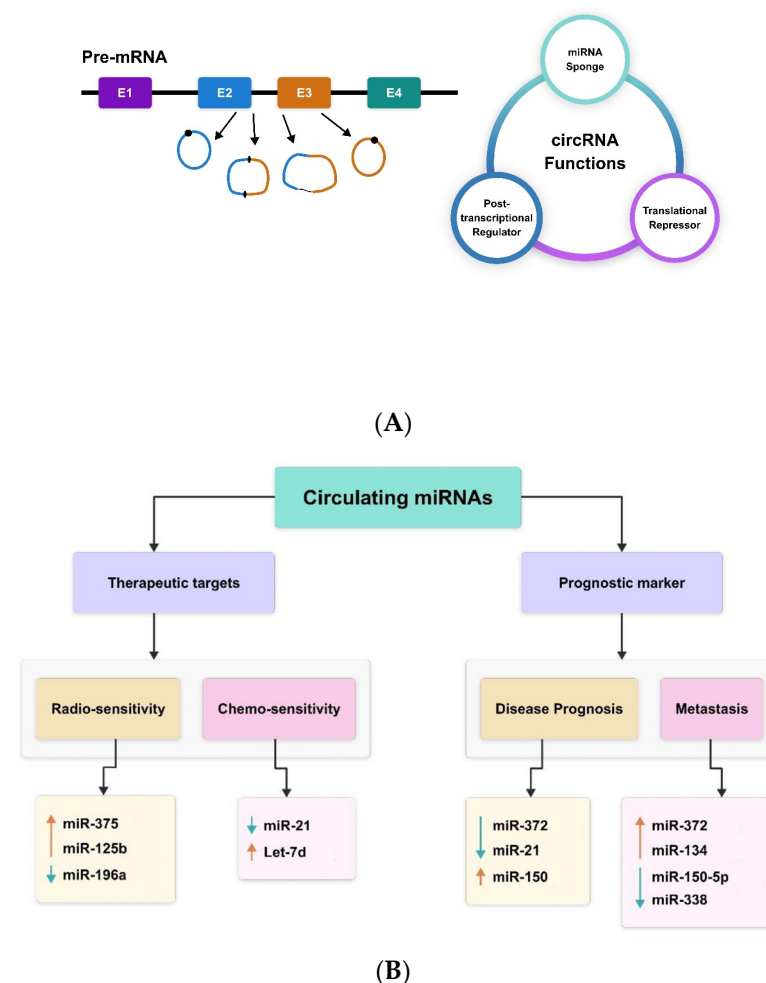 Pre-mRNA
E1
E2
E3
E4
miRNA
Sponge
circRNA
Functions
Post-
transcriptional
Regulator
Translational
Repressor
(A)
Circulating miRNAs
Therapeutic targets
Prognostic marker
Radio-sensitivity
Chemo-sensitivity
Disease Prognosis
Metastasis
miR-375
miR-125b
miR-196a
miR-21
Let-7d
miR-372
miR-21
miR-150
miR-372
miR-134
miR-150-5p
miR-338
(B)